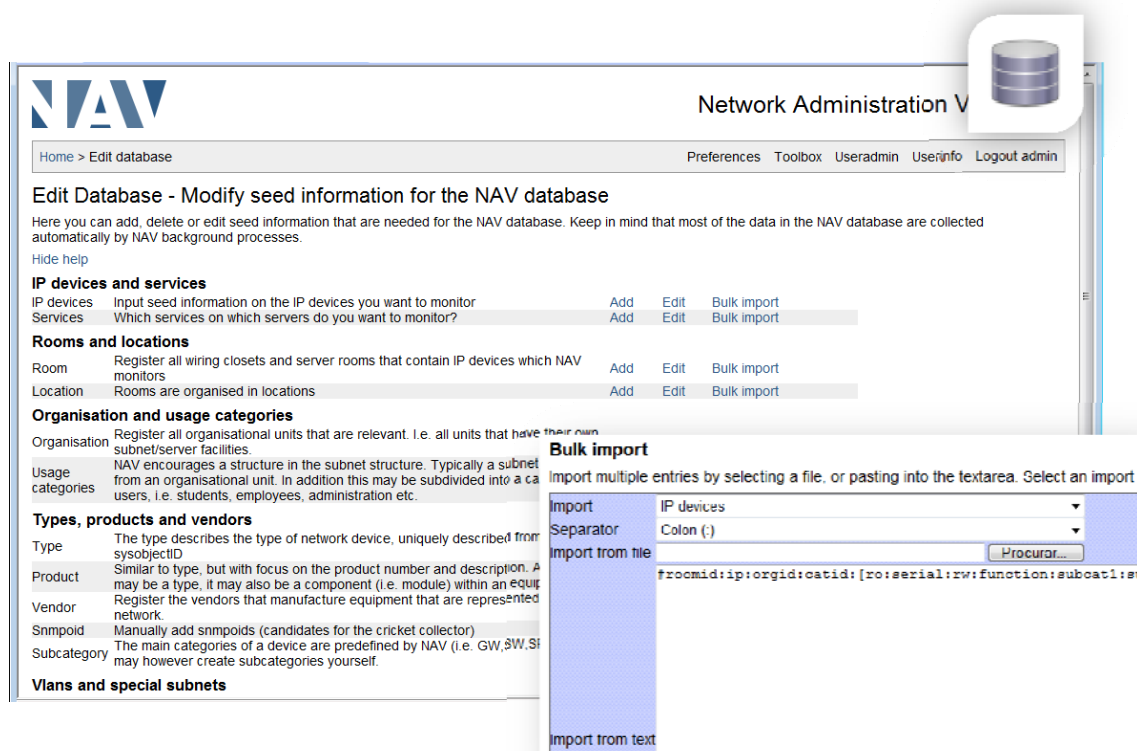 NAV
Network Administration V
Home > Edit database
Preferences Toolbox Useradmin Userinfo Logout admin
Edit Database - Modify seed information for the NAV database
Here you can add, delete or edit seed information that are needed for the NAV database. Keep in mind that most of the data in the NAV database are collected
automatically by NAV background processes.
Hide help
IP devices and services
IP devices Input seed information on the IP devices you want to monitor Add Edit Bulk import
Services Which services on which servers do you want to monitor? Add Edit Bulk import
Rooms and locations
Room Register all wiring closets and server rooms that contain IP devices which NAV
monitors Add Edit Bulk import
Location Rooms are organised in locations Add Edit Bulk import
Organisation and usage categories
Organisation Register all organisational units that are relevant. I.e. all units that have their own
subnet/server facilities.
Usage categories NAV encourages a structure in the subnet structure. Typically a subnet
from an organisational unit. In addition this may be subdivided into a ca
users, i.e. students, employees, administration etc.
Types, products and vendors
Type The type describes the type of network device, uniquely described from
sysobjectID
Product Similar to type, but with focus on the product number and description. A
may be a type, it may also be a component (i.e. module) within an equip
Vendor Register the vendors that manufacture equipment that are represented
network.
Snmpoid Manually add snmpoids (candidates for the cricket collector)
Subcategory The main categories of a device are predefined by NAV (i.e. GW,SW,SR
may however create subcategories yourself.
Vlans and special subnets
Bulk import
Import multiple entries by selecting a file, or pasting into the textarea. Select an import
Import IP devices
Separator Colon (:)
Import from file Procurar...
#roomid:ip:orgid:catid:[ro:serial:rw:function:subcat1:s
Import from text